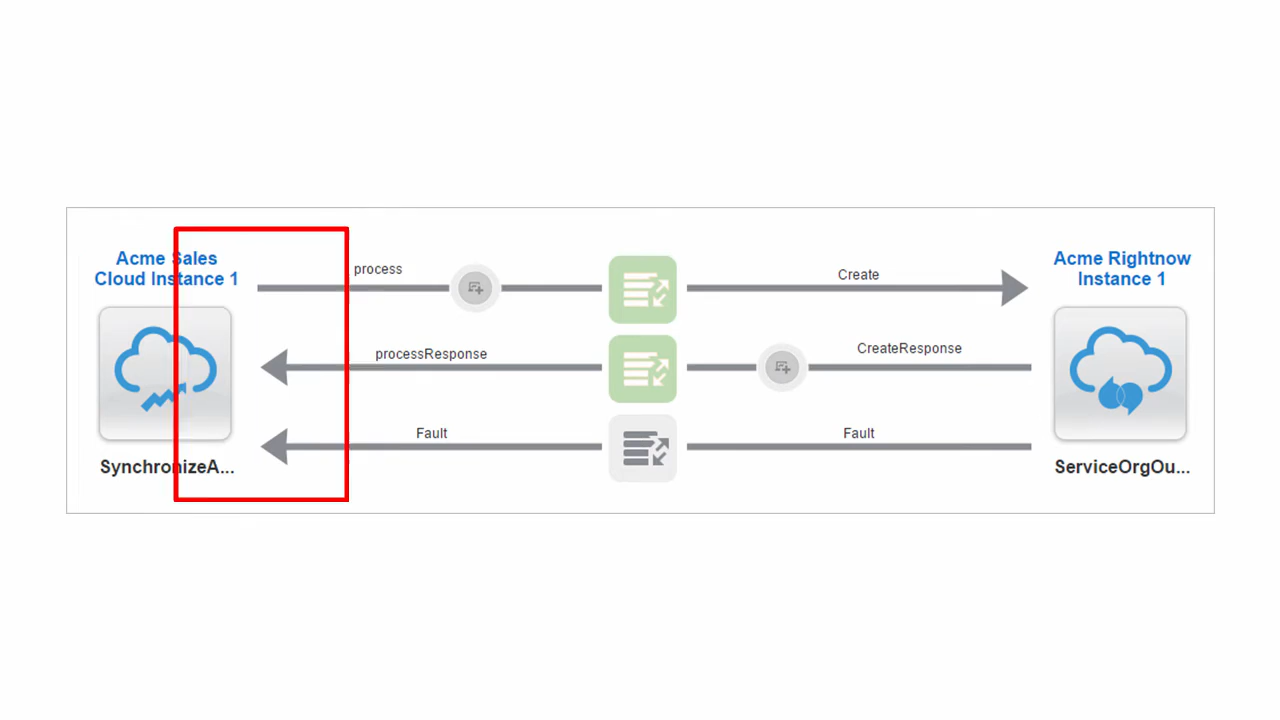 Acme Sales
Cloud Instance 1
SynchronizeA...
process
processResponse
Fault
Create
CreateResponse
Fault
Acme Rightnow
Instance 1
ServiceOrgOu...